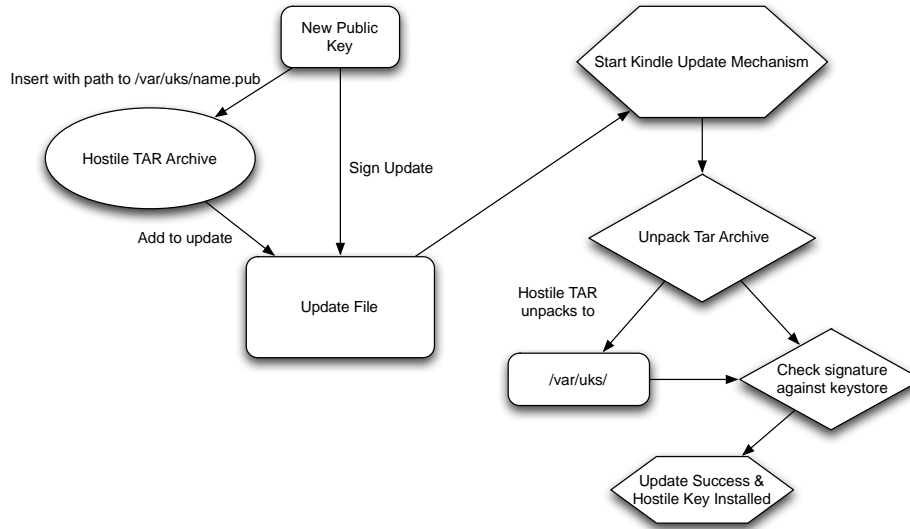 New Public
Key
Start Kindle Update Mechanism
Insert with path to /var/uks/name.pub
Hostile TAR Archive
Sign Update
Add to update
Unpack Tar Archive
Update File
Hostile TAR
unpacks to
/var/uks/
Check signature
against keystore
Update Success &
Hostile Key Installed